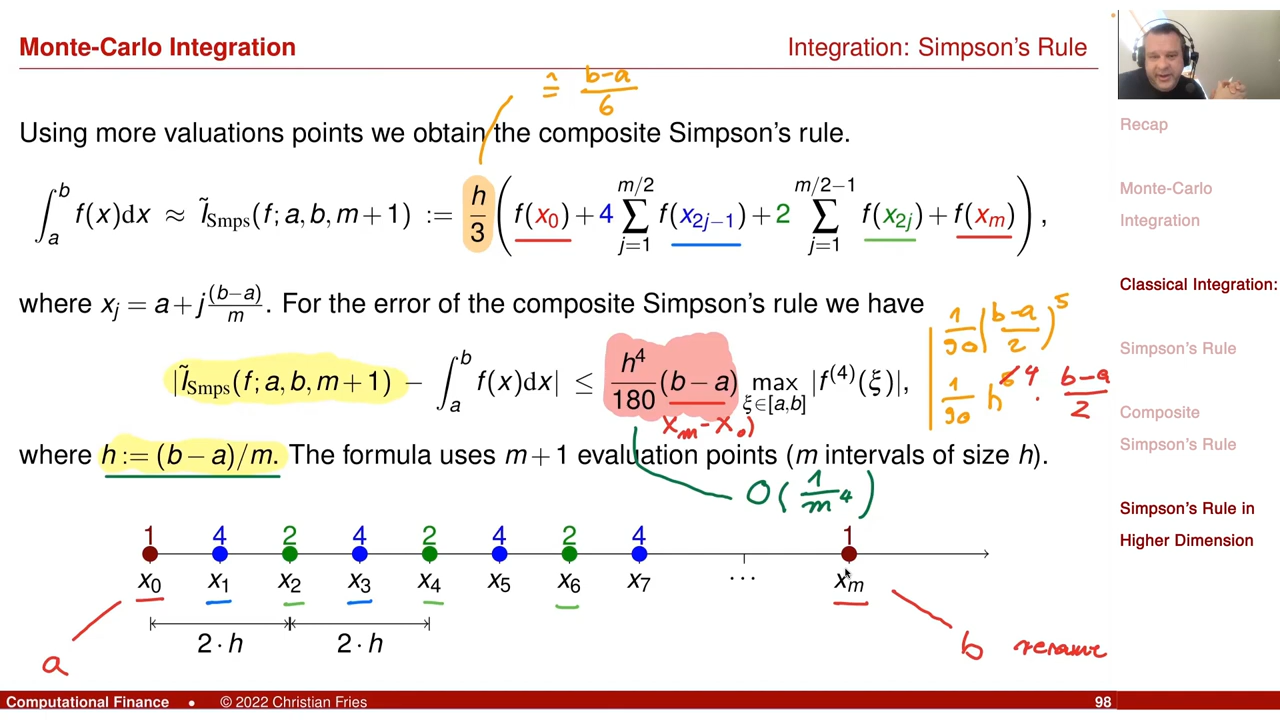 Monte-Carlo Integration
Integration: Simpson's Rule
≙ b−a / 6
Using more valuations points we obtain the composite Simpson's rule.
∫_a^b f(x)dx ≈ Ĩ_Smps(f; a, b, m+1) := h/3 ( f(x_0) + 4 ∑_{j=1}^{m/2} f(x_{2j−1}) + 2 ∑_{j=1}^{m/2−1} f(x_{2j}) + f(x_m) ) ,
where x_j = a + j (b−a)/m. For the error of the composite Simpson's rule we have
1/90 (b−a / 2)^5
|Ĩ_Smps(f; a, b, m+1) − ∫_a^b f(x)dx| ≤ h^4/180 (b−a) max_{ξ∈[a,b]} |f^(4)(ξ)|,
1/90 h^4 · b−a / 2
x_m − x_0)
where h := (b−a)/m. The formula uses m+1 evaluation points (m intervals of size h).
O(1/m^4)
1 4 2 4 2 4 2 4 1
x_0 x_1 x_2 x_3 x_4 x_5 x_6 x_7 ··· x_m
2·h 2·h
a
b rename
Computational Finance • © 2022 Christian Fries 98
Recap
Monte-Carlo
Integration
Classical Integration:
Simpson's Rule
Composite
Simpson's Rule
Simpson's Rule in
Higher Dimension